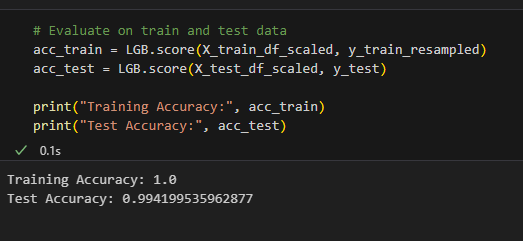 # Evaluate on train and test data
acc_train = LGB.score(X_train_df_scaled, y_train_resampled)
acc_test = LGB.score(X_test_df_scaled, y_test)
print("Training Accuracy:", acc_train)
print("Test Accuracy:", acc_test)
✓ 0.1s
Training Accuracy: 1.0
Test Accuracy: 0.994199535962877